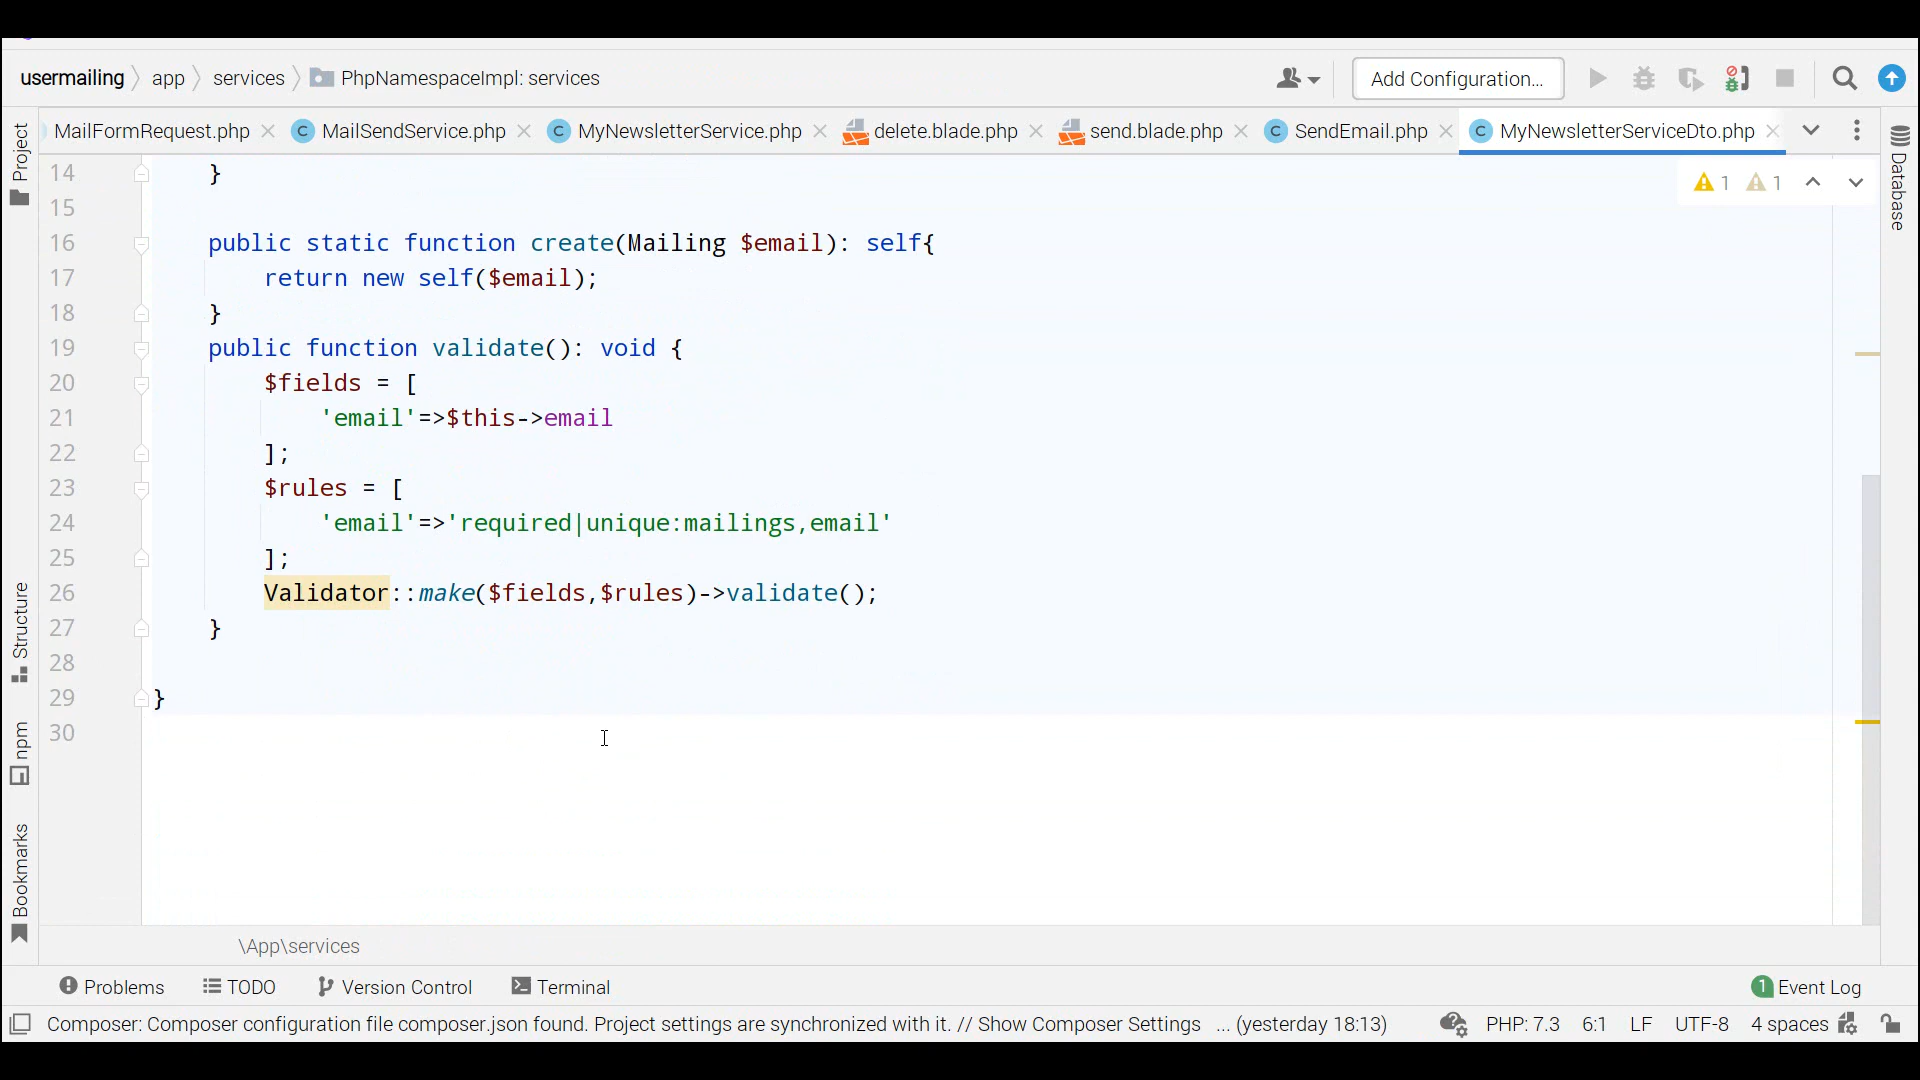 usermailing app services PhpNamespaceImpl: services Add Configuration...
MailFormRequest.php MailSendService.php MyNewsletterService.php delete.blade.php send.blade.php SendEmail.php MyNewsletterServiceDto.php
Project
Structure
npm
Bookmarks
Database
1 1
14 }
15
16 public static function create(Mailing $email): self{
17 return new self($email);
18 }
19 public function validate(): void {
20 $fields = [
21 'email'=>$this->email
22 ];
23 $rules = [
24 'email'=>'required|unique:mailings,email'
25 ];
26 Validator::make($fields,$rules)->validate();
27 }
28
29 }
30
\App\services
Problems TODO Version Control Terminal 1 Event Log
Composer: Composer configuration file composer.json found. Project settings are synchronized with it. // Show Composer Settings ... (yesterday 18:13) PHP: 7.3 6:1 LF UTF-8 4 spaces